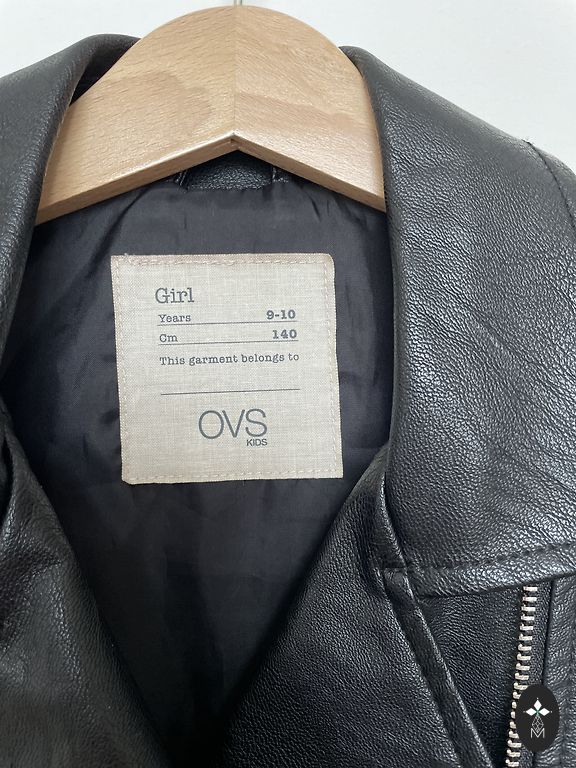 Girl
Years 9-10
Cm 140
This garment belongs to
OVS
KIDS
M